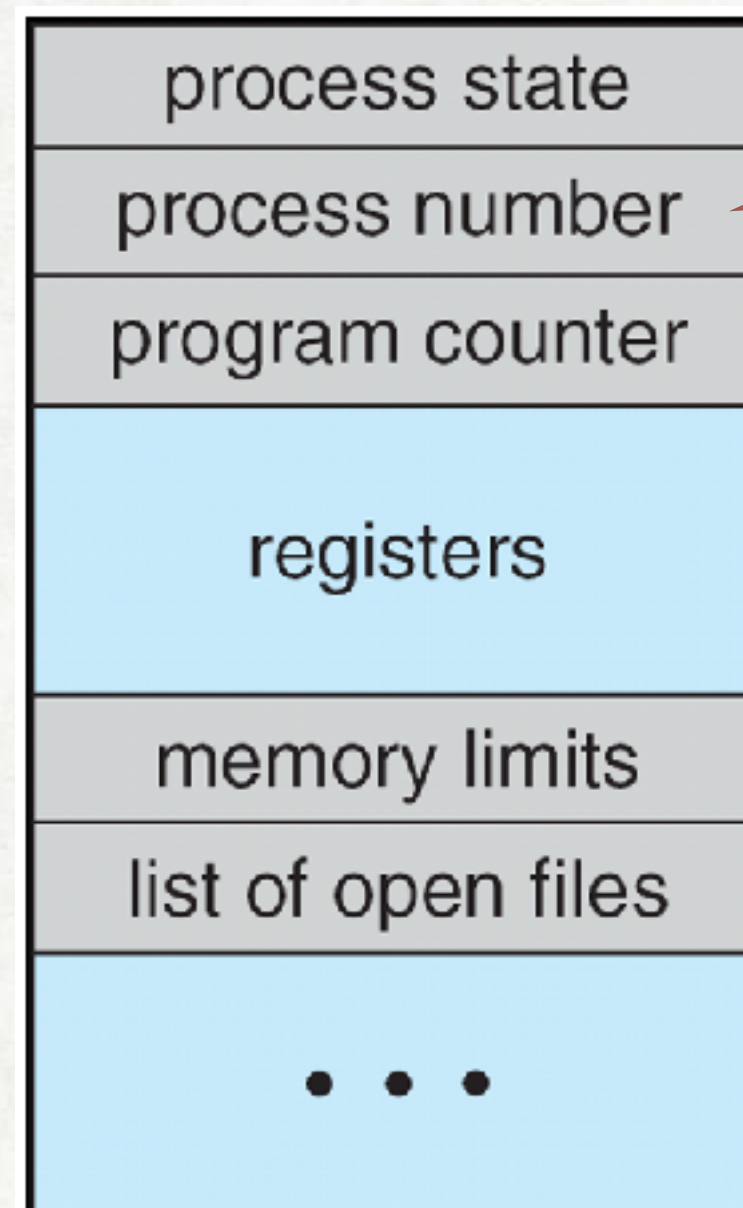 process state
process number
program counter
registers
memory limits
list of open files
• • •